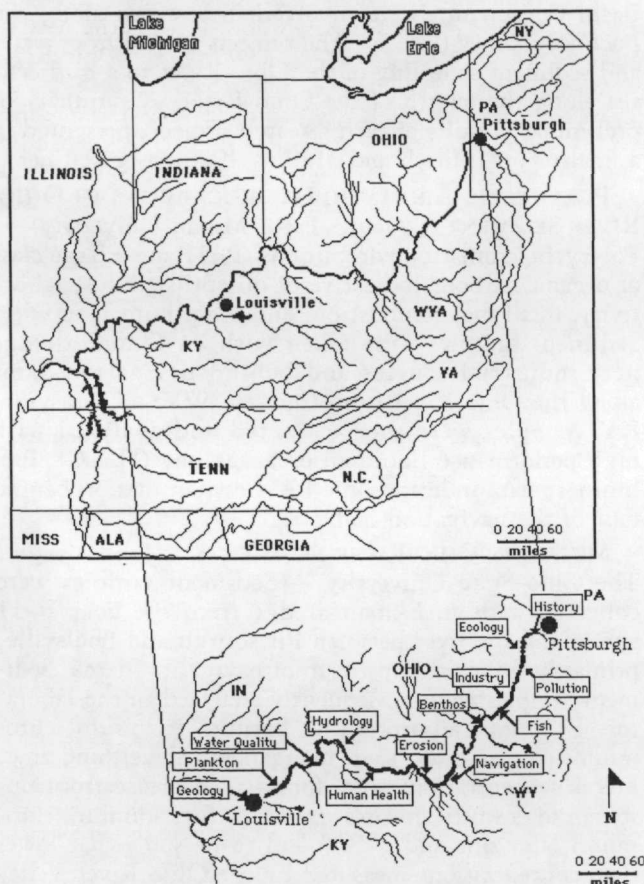 Lake
Michigan
Lake
Erie
NY
PA
Pittsburgh
OHIO
ILLINOIS
INDIANA
Louisville
WYA
KY
VA
TENN
N.C.
MISS
ALA
GEORGIA
0 20 40 60
miles
History
PA
Ecology
Pittsburgh
OHIO
Industry
Pollution
IN
Benthos
Hydrology
Fish
Water Quality
Erosion
Plankton
Navigation
Geology
Human Health
WV
Louisville
N
KY
0 20 40 60
miles